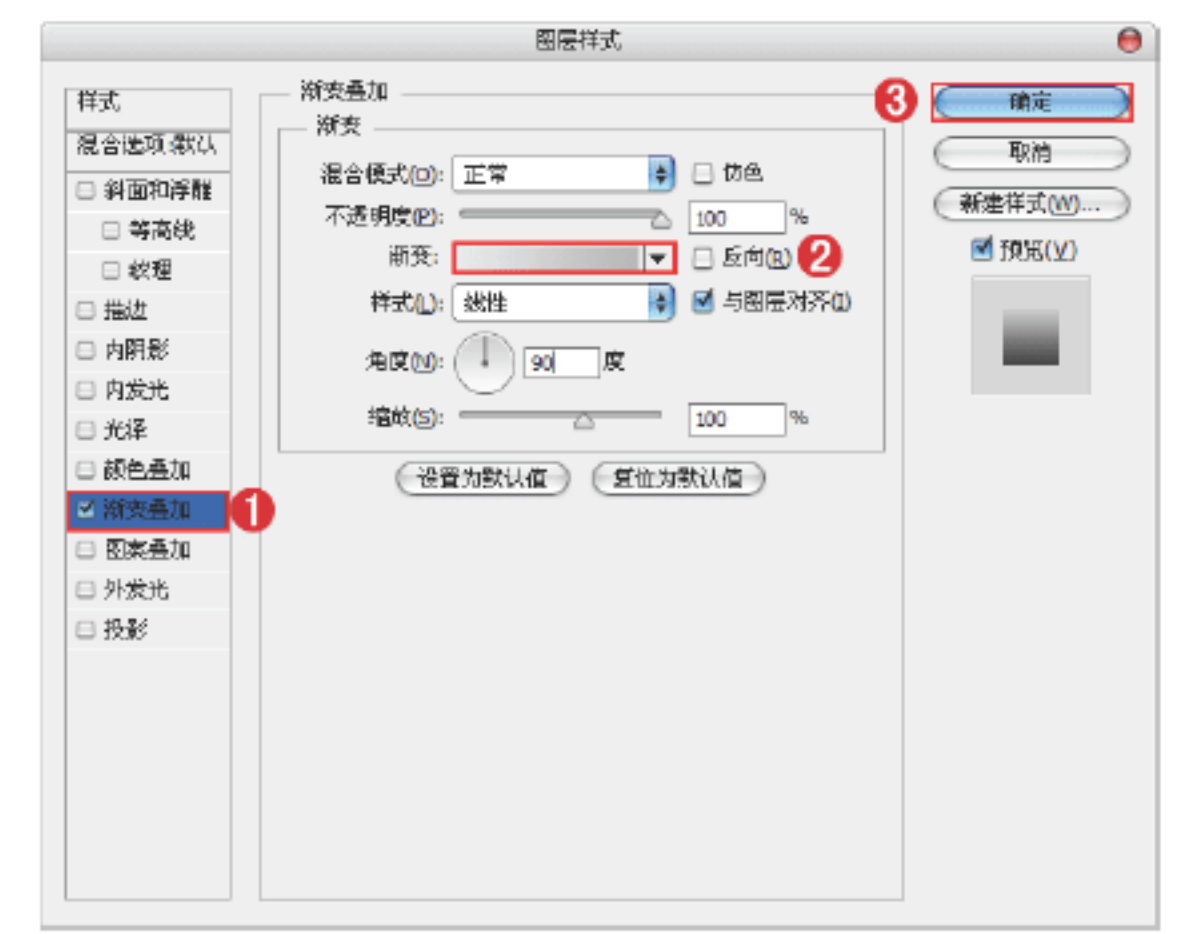 图层样式
样式
混合选项:默认
斜面和浮雕
等高线
纹理
描边
内阴影
内发光
光泽
颜色叠加
渐变叠加
1
图案叠加
外发光
投影
渐变叠加
渐变
混合模式(O): 正常 仿色
不透明度(P): 100 %
渐变: 反向(R) 2
样式(L): 线性 与图层对齐(I)
角度(N): 90 度
缩放(S): 100 %
设置为默认值 复位为默认值
3 确定
取消
新建样式(W)...
预览(V)